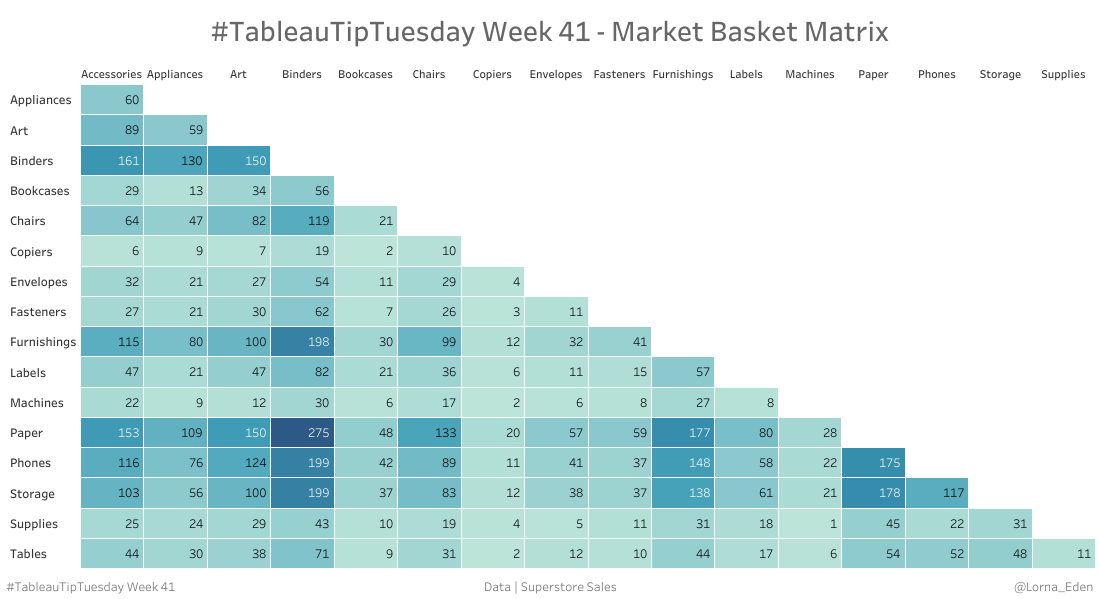 #TableauTipTuesday Week 41 - Market Basket Matrix
Accessories Appliances Art Binders Bookcases Chairs Copiers Envelopes Fasteners Furnishings Labels Machines Paper Phones Storage Supplies
Appliances 60
Art 89 59
Binders 161 130 150
Bookcases 29 13 34 56
Chairs 64 47 82 119 21
Copiers 6 9 7 19 2 10
Envelopes 32 21 27 54 11 29 4
Fasteners 27 21 30 62 7 26 3 11
Furnishings 115 80 100 198 30 99 12 32 41
Labels 47 21 47 82 21 36 6 11 15 57
Machines 22 9 12 30 6 17 2 6 8 27 8
Paper 153 109 150 275 48 133 20 57 59 177 80 28
Phones 116 76 124 199 42 89 11 41 37 148 58 22 175
Storage 103 56 100 199 37 83 12 38 37 138 61 21 178 117
Supplies 25 24 29 43 10 19 4 5 11 31 18 1 45 22 31
Tables 44 30 38 71 9 31 2 12 10 44 17 6 54 52 48 11
#TableauTipTuesday Week 41 Data | Superstore Sales @Lorna_Eden